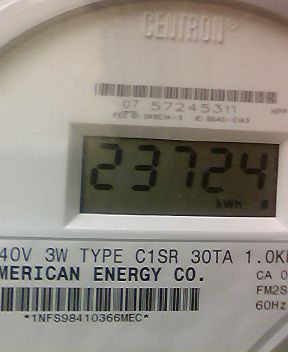 CENTRON®
07 57245311
23724
kWh
40V 3W TYPE C1SR 30TA 1.0K
MERICAN ENERGY CO.
CA 0
FM2S
60Hz
*1NFS98410366MEC*